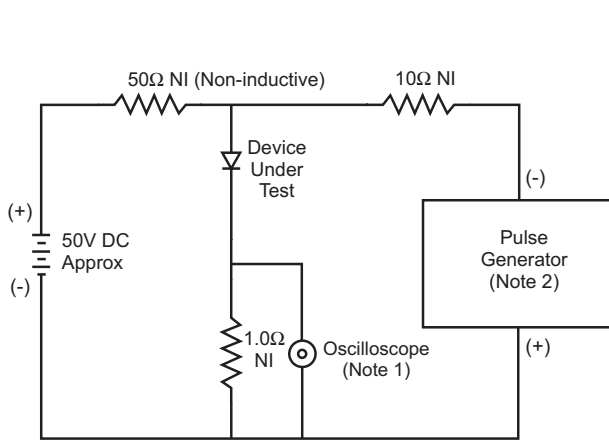 50Ω NI (Non-inductive)
10Ω NI
Device
Under
Test
(-)
(+)
50V DC
Approx
(-)
Pulse
Generator
(Note 2)
1.0Ω
NI
Oscilloscope
(Note 1)
(+)